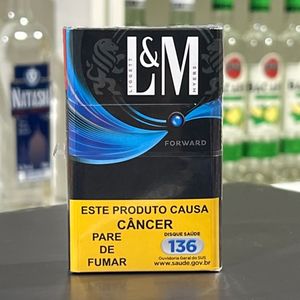 L&M
LIGGETT
MYERS
FORWARD
ESTE PRODUTO CAUSA
CÂNCER
PARE
DE
FUMAR
DISQUE SAÚDE
136
Ouvidoria Geral do SUS
www.saude.gov.br
NATASHA